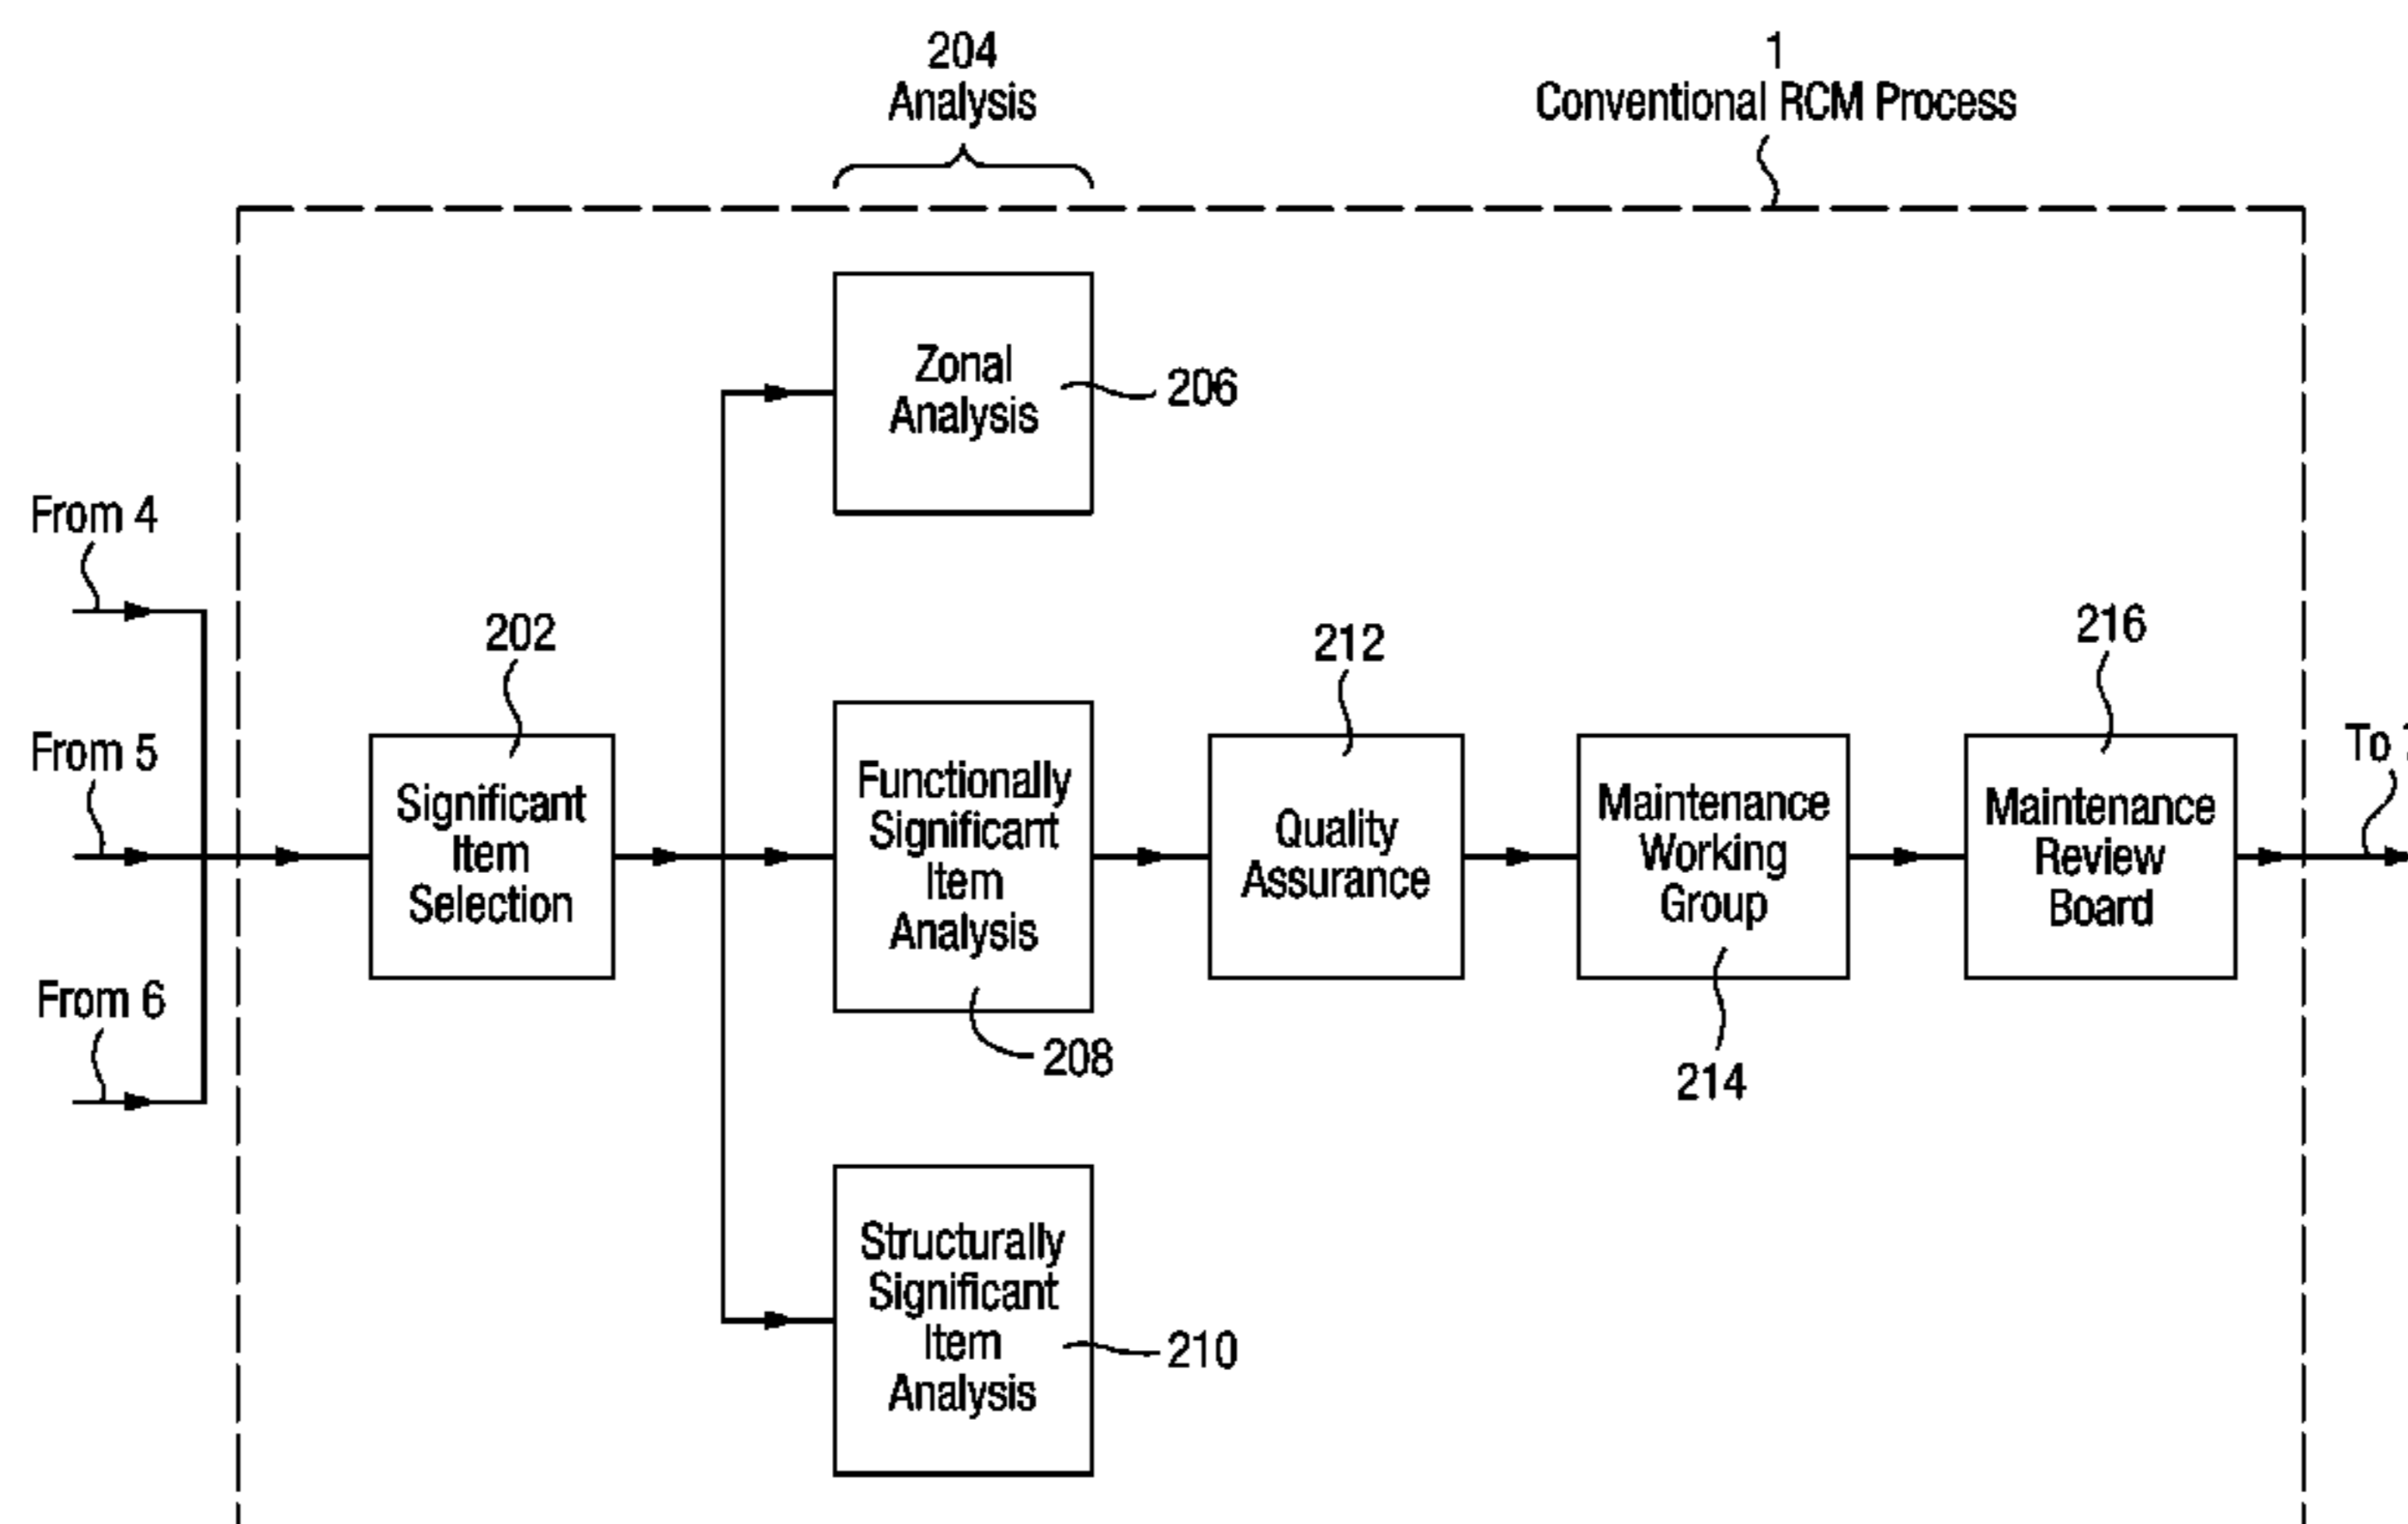 204
Analysis
1
Conventional RCM Process
Zonal
Analysis
206
From 4
From 5
From 6
202
Significant
Item
Selection
Functionally
Significant
Item
Analysis
208
212
Quality
Assurance
Maintenance
Working
Group
214
216
Maintenance
Review
Board
To
Structurally
Significant
Item
Analysis
210